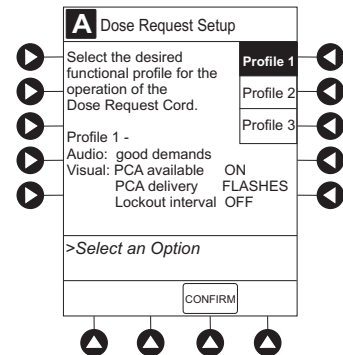 A Dose Request Setup
Select the desired
functional profile for the
operation of the
Dose Request Cord.
Profile 1
Profile 2
Profile 3
Profile 1 -
Audio: good demands
Visual: PCA available ON
PCA delivery FLASHES
Lockout interval OFF
>Select an Option
CONFIRM